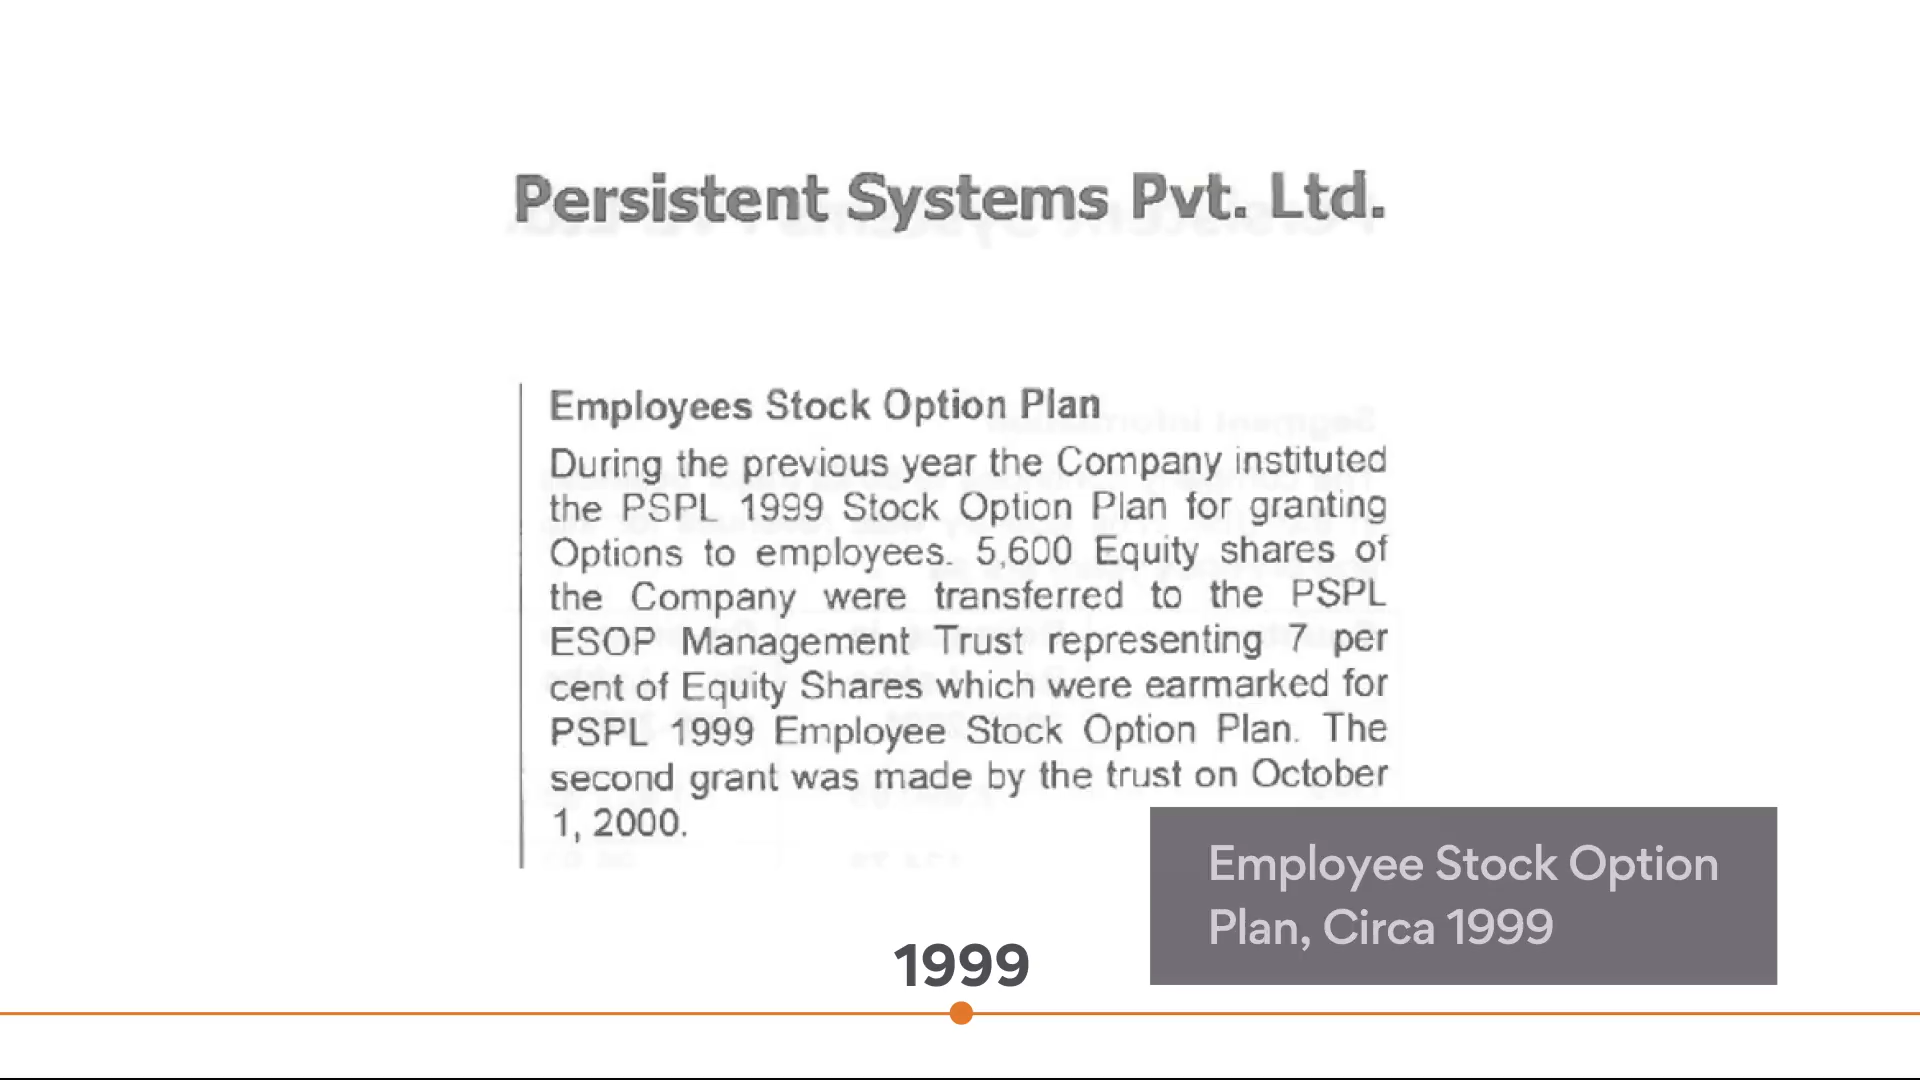 Persistent Systems Pvt. Ltd.
Employees Stock Option Plan
During the previous year the Company instituted
the PSPL 1999 Stock Option Plan for granting
Options to employees. 5,600 Equity shares of
the Company were transferred to the PSPL
ESOP Management Trust representing 7 per
cent of Equity Shares which were earmarked for
PSPL 1999 Employee Stock Option Plan. The
second grant was made by the trust on October
1, 2000.
Employee Stock Option
Plan, Circa 1999
1999